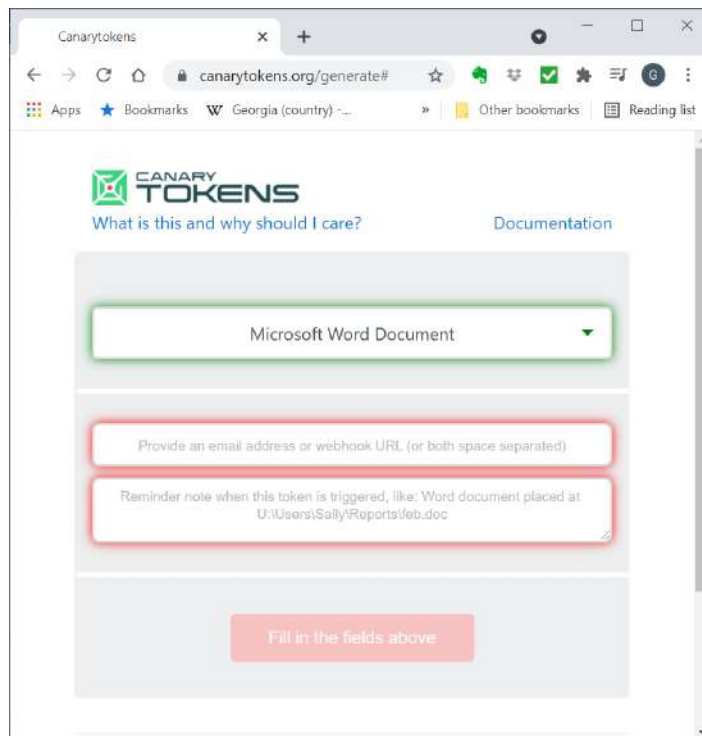 Canarytokens
canarytokens.org/generate#
G
Apps Bookmarks W Georgia (country) -... » Other bookmarks Reading list
CANARY
TOKENS
What is this and why should I care? Documentation
Microsoft Word Document
Provide an email address or webhook URL (or both space separated)
Reminder note when this token is triggered, like: Word document placed at
U:\Users\Sally\Reports\feb.doc
Fill in the fields above